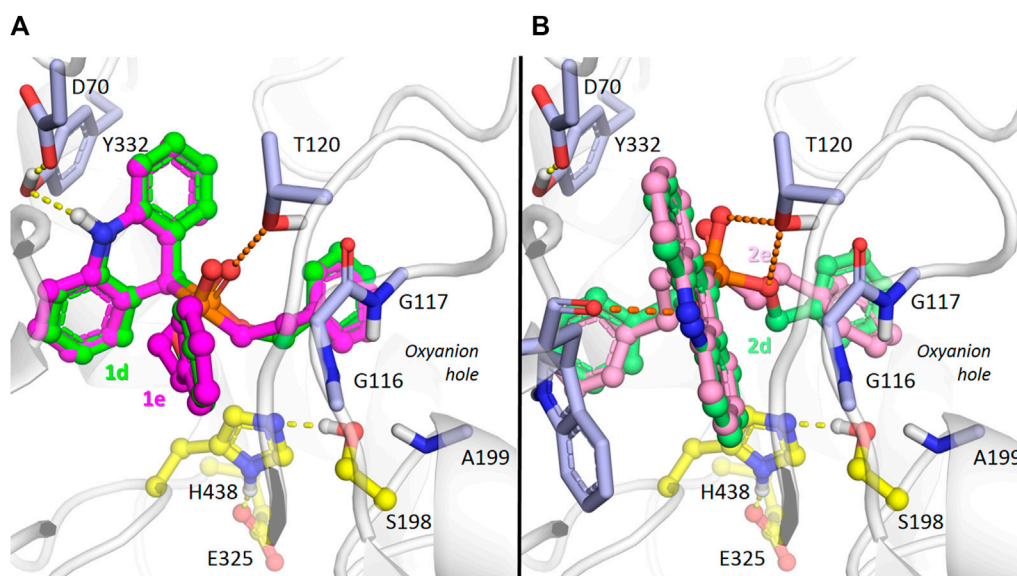 A
D70
Y332
T120
G117
Oxyanion
hole
1d
1e
G116
A199
H438
S198
E325
B
D70
Y332
T120
2e
G117
2d
Oxyanion
hole
G116
A199
H438
S198
E325